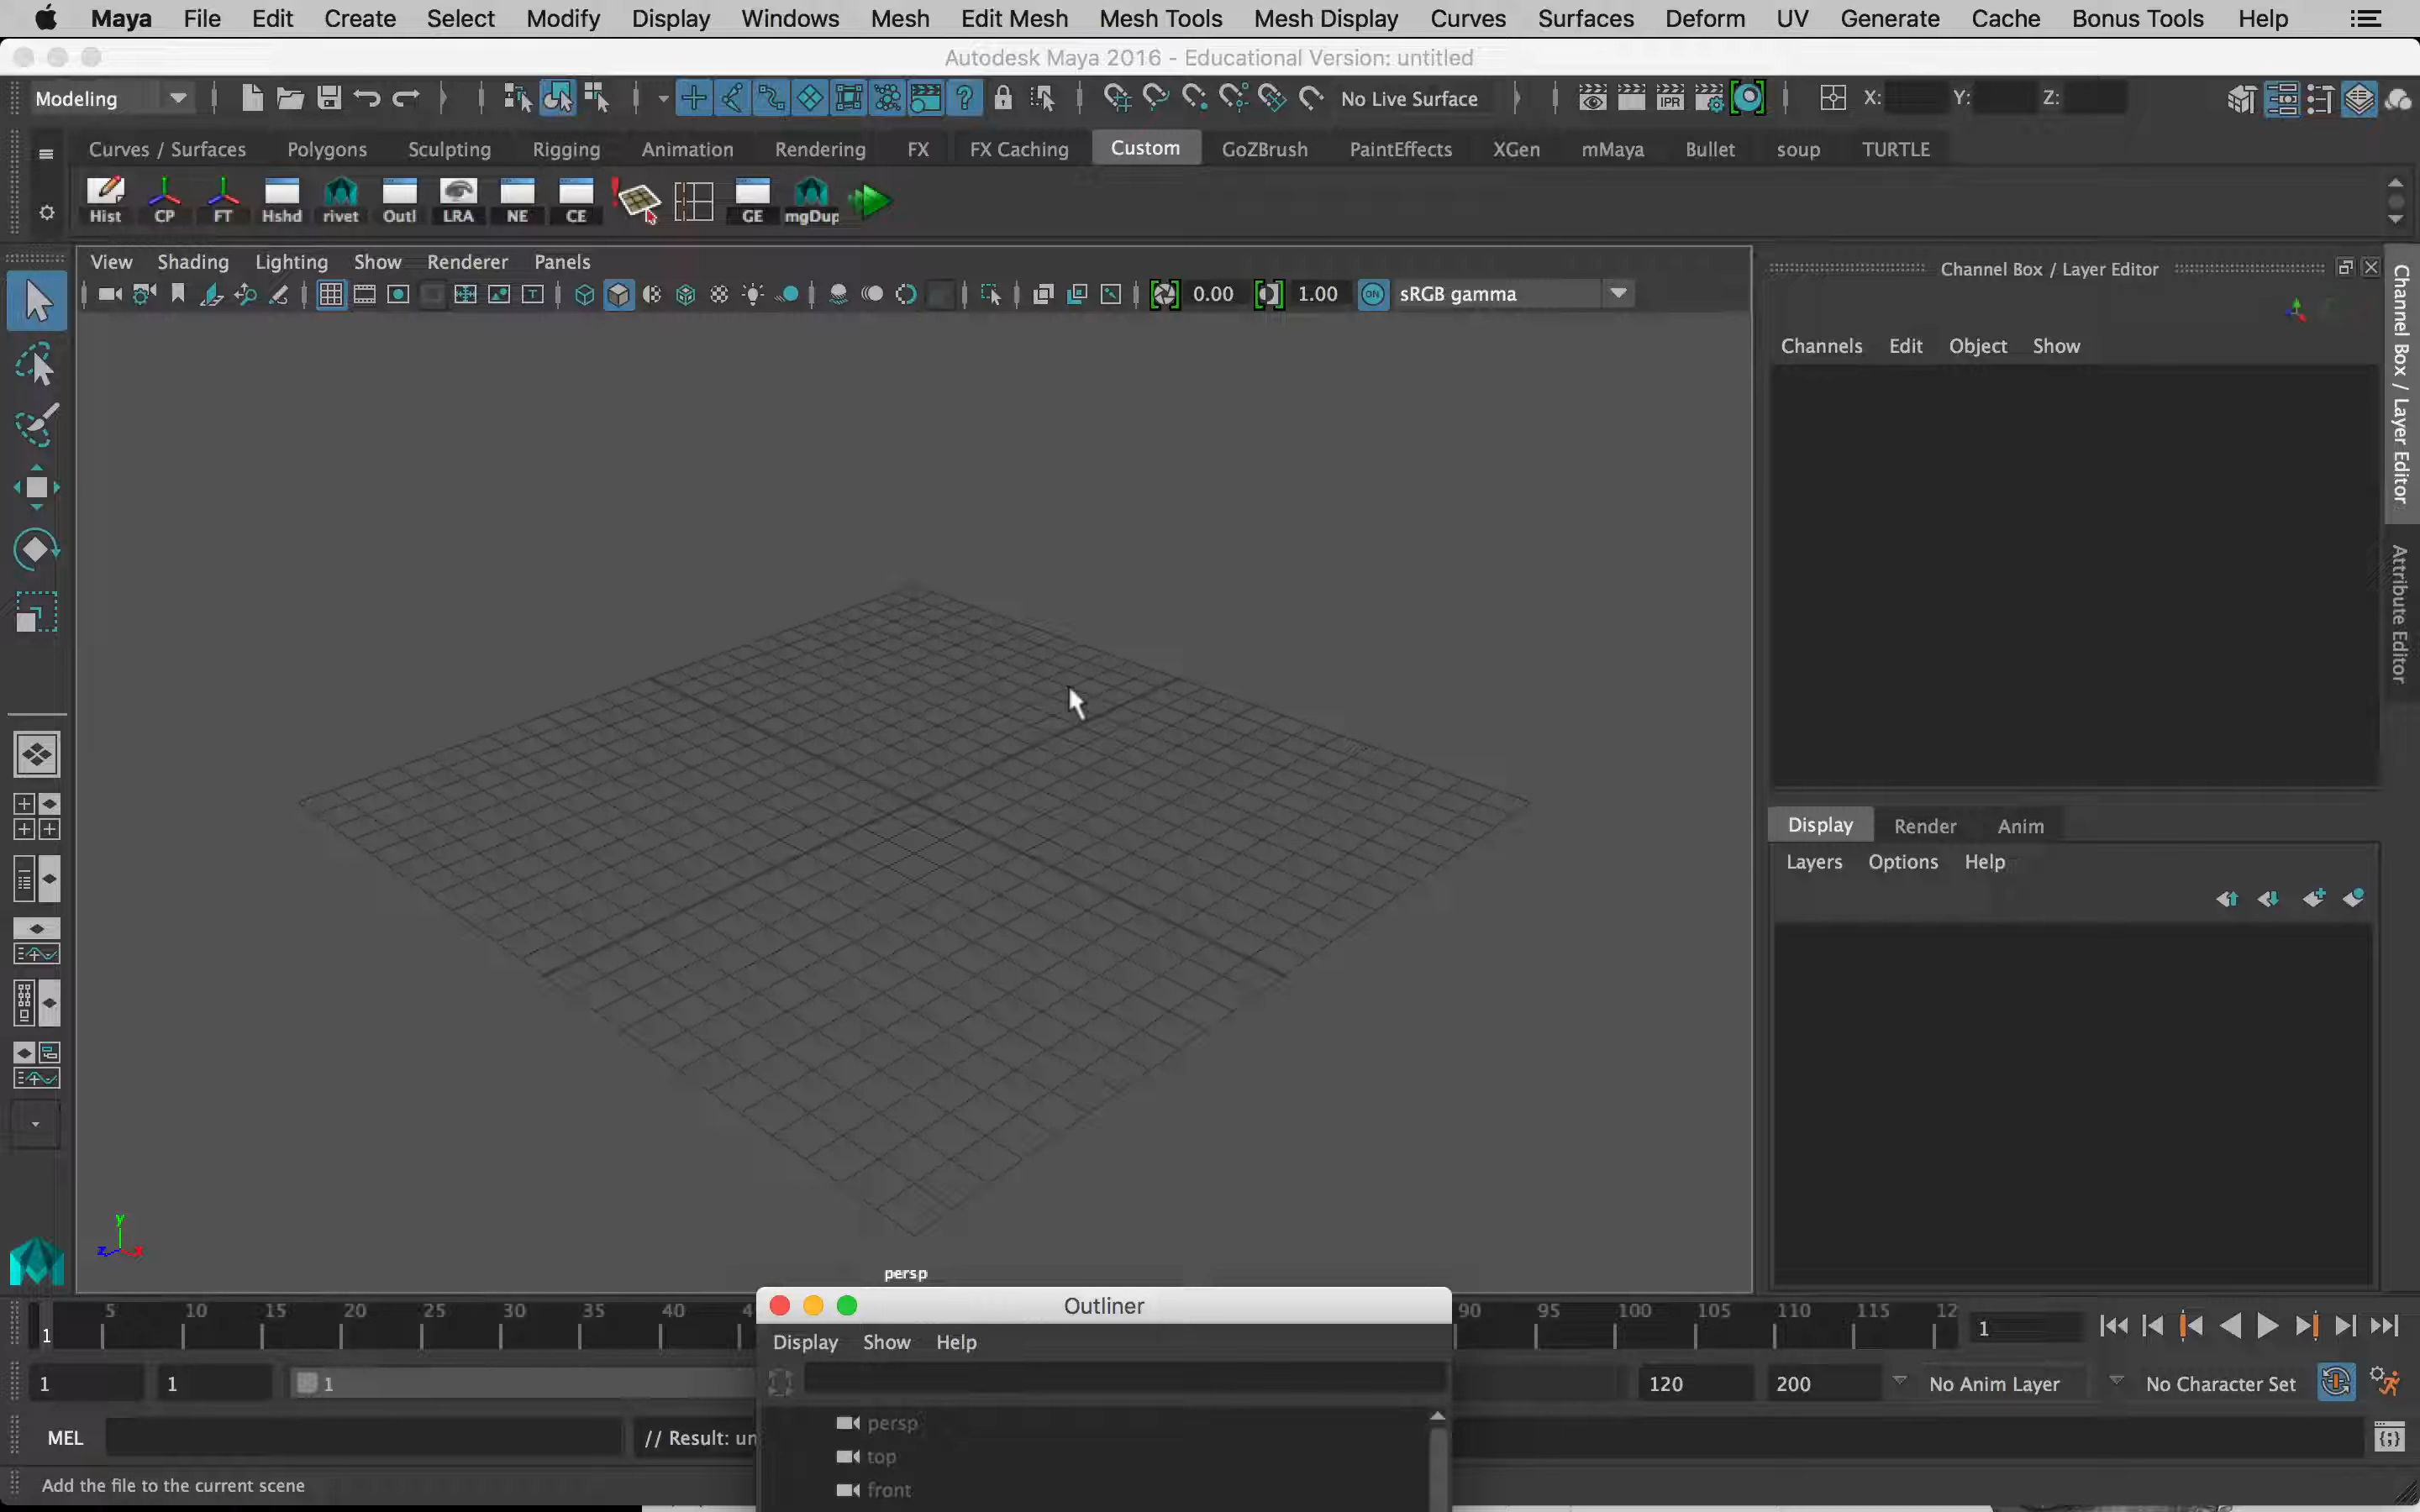 Maya File Edit Create Select Modify Display Windows Mesh Edit Mesh Mesh Tools Mesh Display Curves Surfaces Deform UV Generate Cache Bonus Tools Help
Autodesk Maya 2016 - Educational Version: untitled
Modeling No Live Surface IPR X: Y: Z:
Curves / Surfaces Polygons Sculpting Rigging Animation Rendering FX FX Caching Custom GoZBrush PaintEffects XGen mMaya Bullet soup TURTLE
Hist CP FT Hshd rivet Outl LRA NE CE GE mgDup
View Shading Lighting Show Renderer Panels
0.00 1.00 ON sRGB gamma
Channel Box / Layer Editor
Channels Edit Object Show
Channel Box / Layer Editor
Attribute Editor
Display Render Anim
Layers Options Help
y
z x
persp
5 10 15 20 25 30 35 40 4 90 95 100 105 110 115 12
1
1
Outliner
Display Show Help
1 1 1 120 200 No Anim Layer No Character Set
persp
top
front
MEL // Result: un
Add the file to the current scene